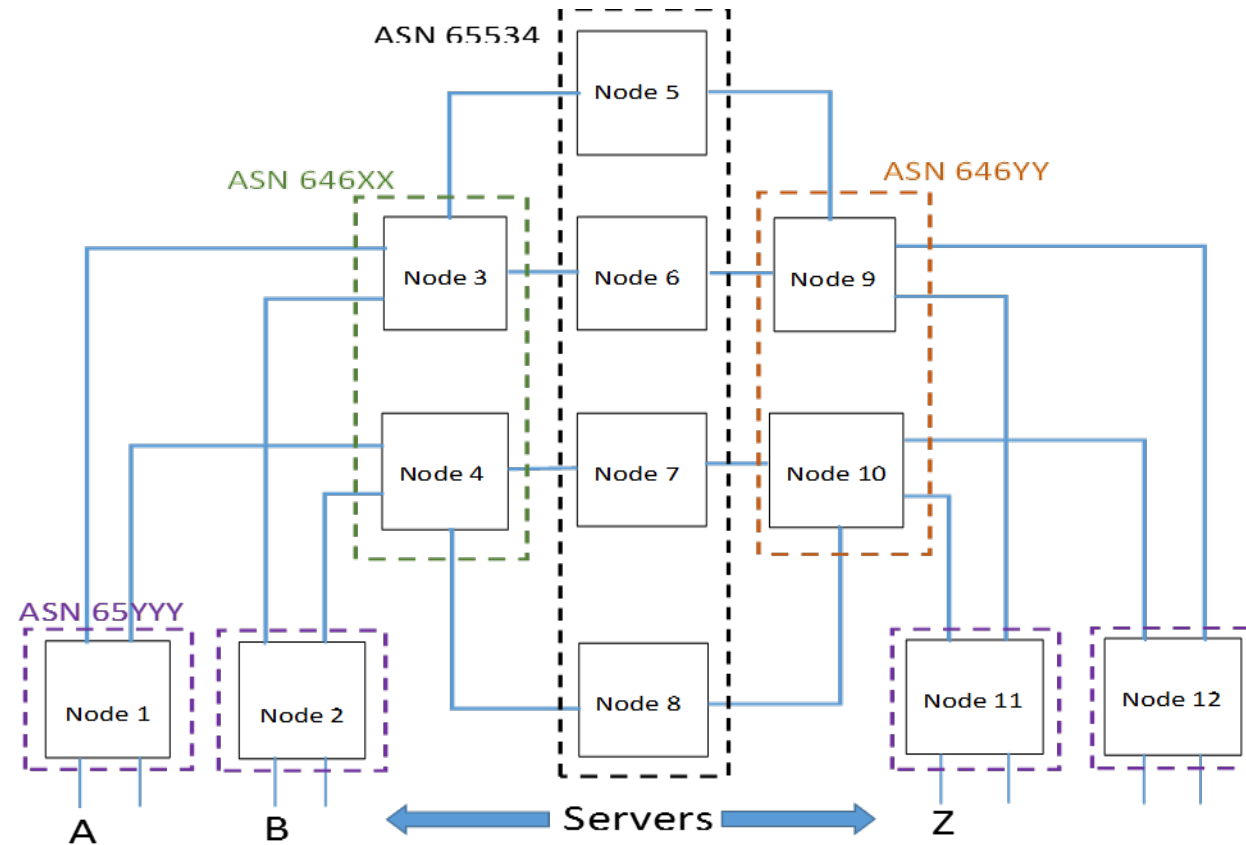 ASN 65534
Node 5
ASN 646XX
ASN 646YY
Node 3
Node 6
Node 9
Node 4
Node 7
Node 10
ASN 65YYY
Node 1
Node 2
Node 8
Node 11
Node 12
A
B
Servers
Z